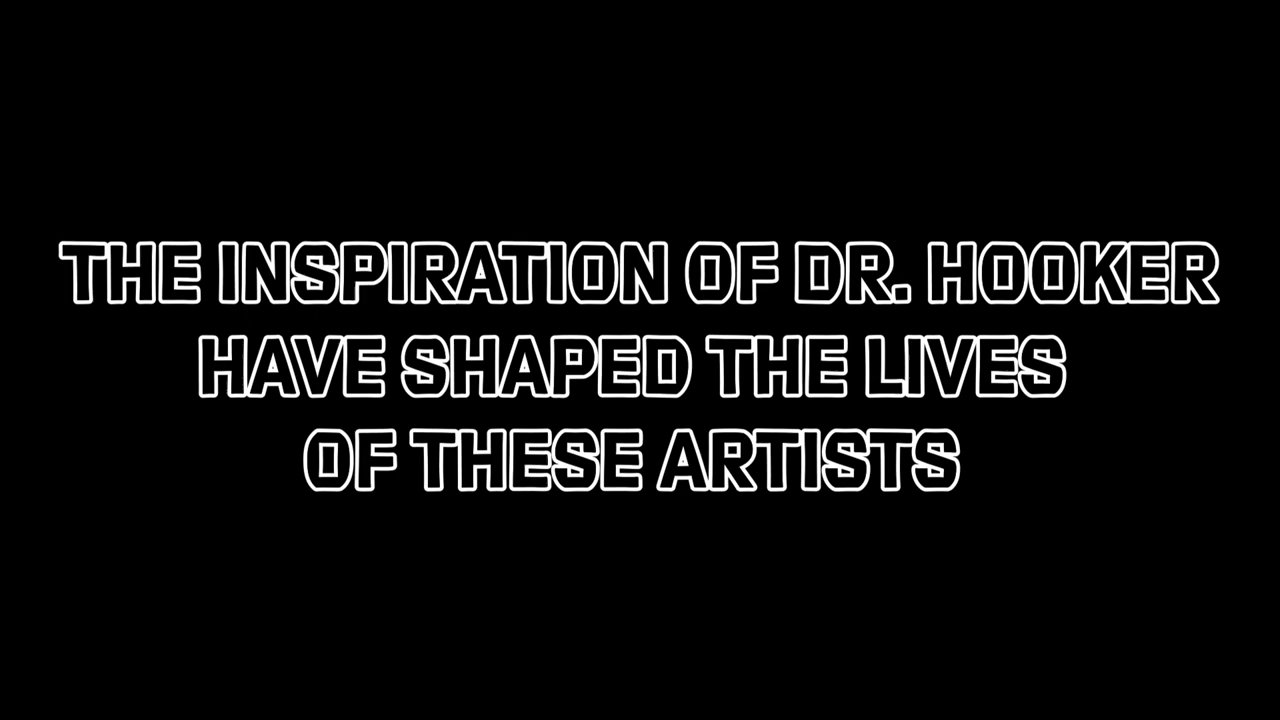 THE INSPIRATION OF DR. HOOKER
HAVE SHAPED THE LIVES
OF THESE ARTISTS